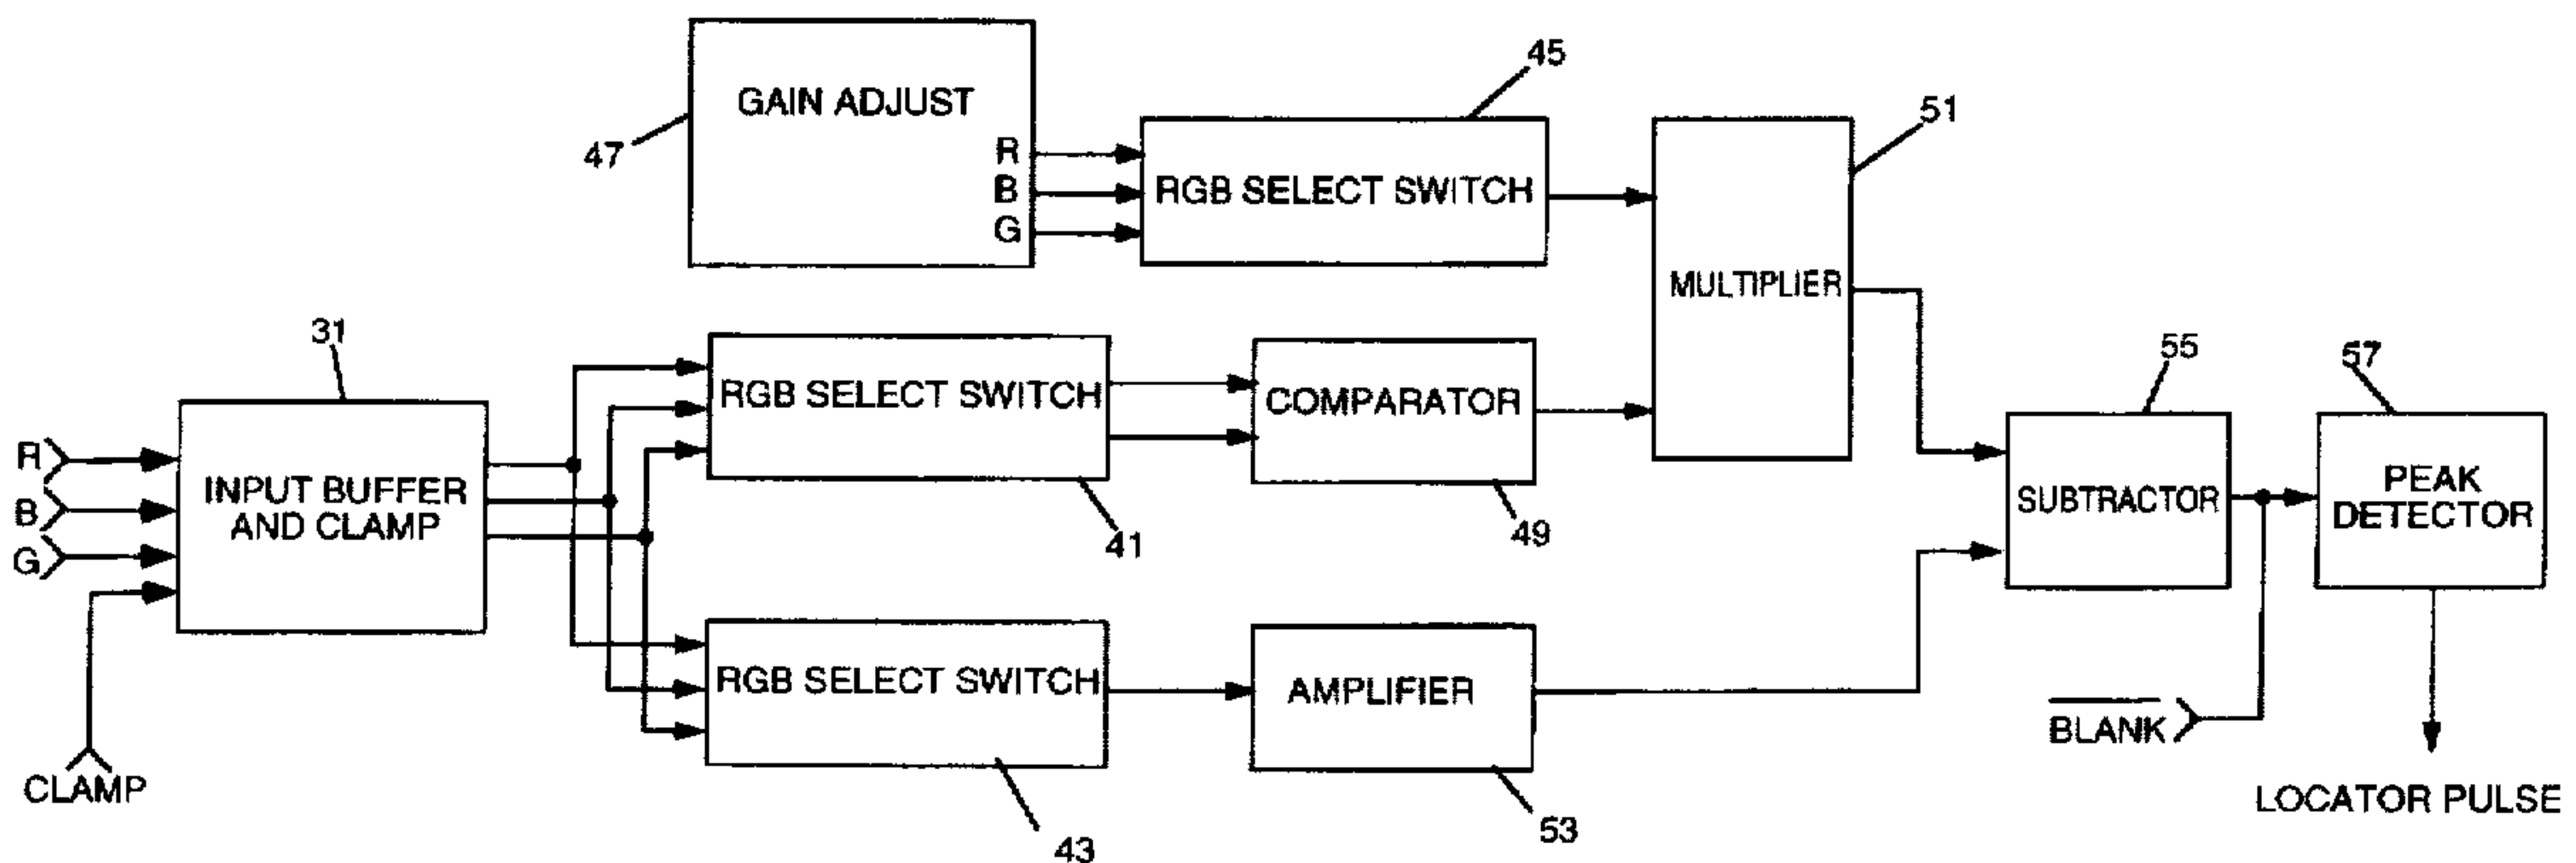 47
GAIN ADJUST
R
B
G
45
RGB SELECT SWITCH
51
MULTIPLIER
31
R
B
G
INPUT BUFFER
AND CLAMP
CLAMP
RGB SELECT SWITCH
41
COMPARATOR
49
RGB SELECT SWITCH
43
AMPLIFIER
53
55
SUBTRACTOR
BLANK
57
PEAK
DETECTOR
LOCATOR PULSE